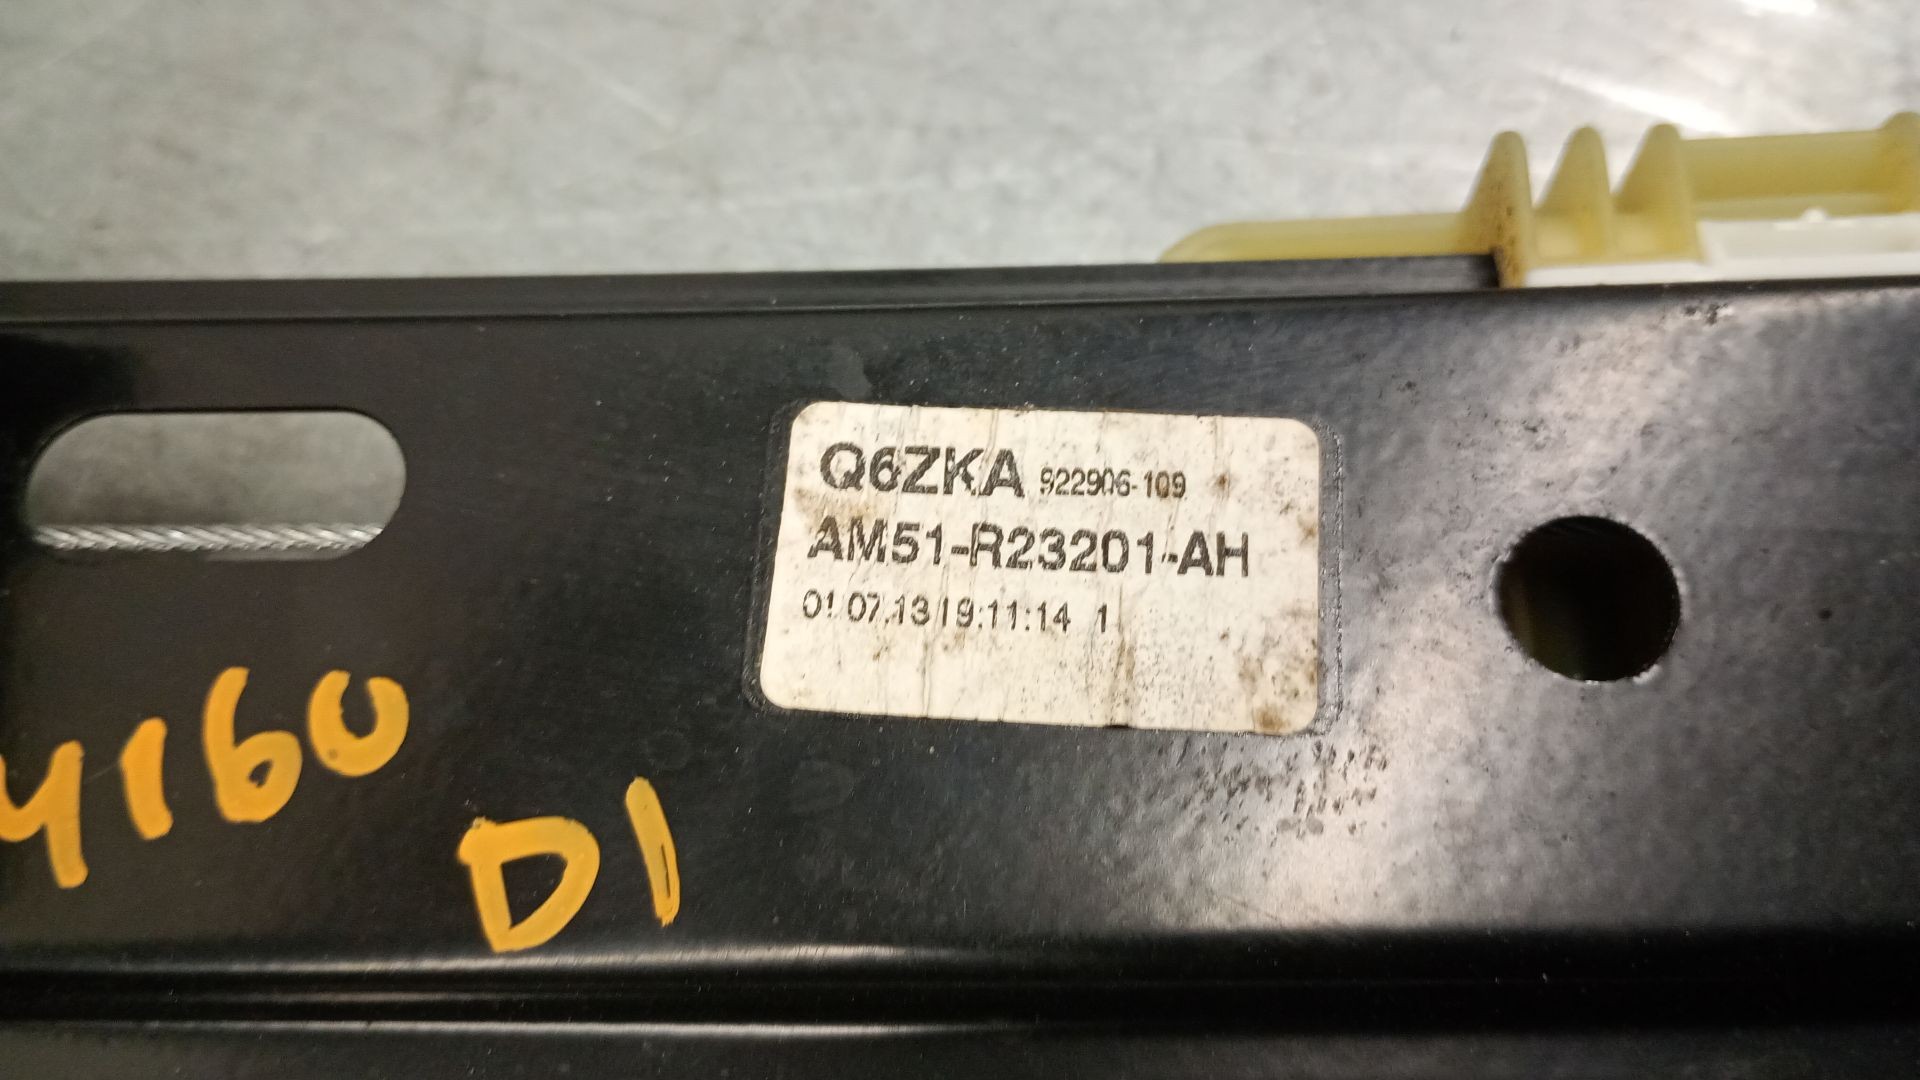 Q6ZKA 922906-109
AM51-R23201-AH
01.07.13 19:11:14 1
4160
D1